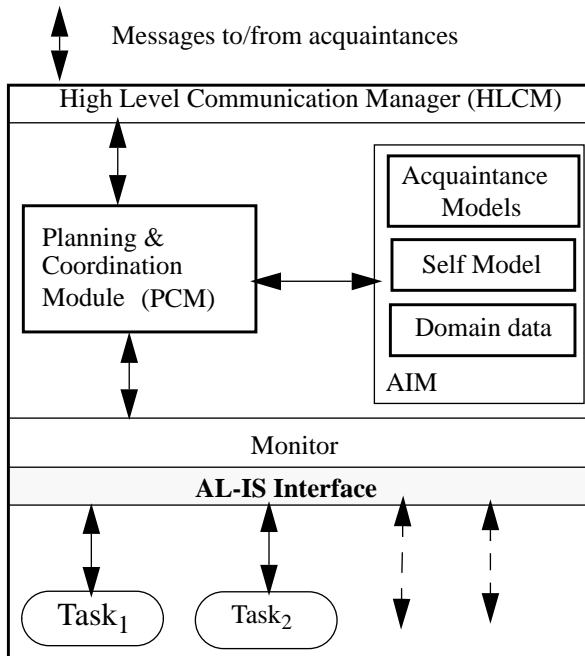 Messages to/from acquaintances
High Level Communication Manager (HLCM)
Planning &
Coordination
Module (PCM)
Acquaintance
Models
Self Model
Domain data
AIM
Monitor
AL-IS Interface
Task1
Task2